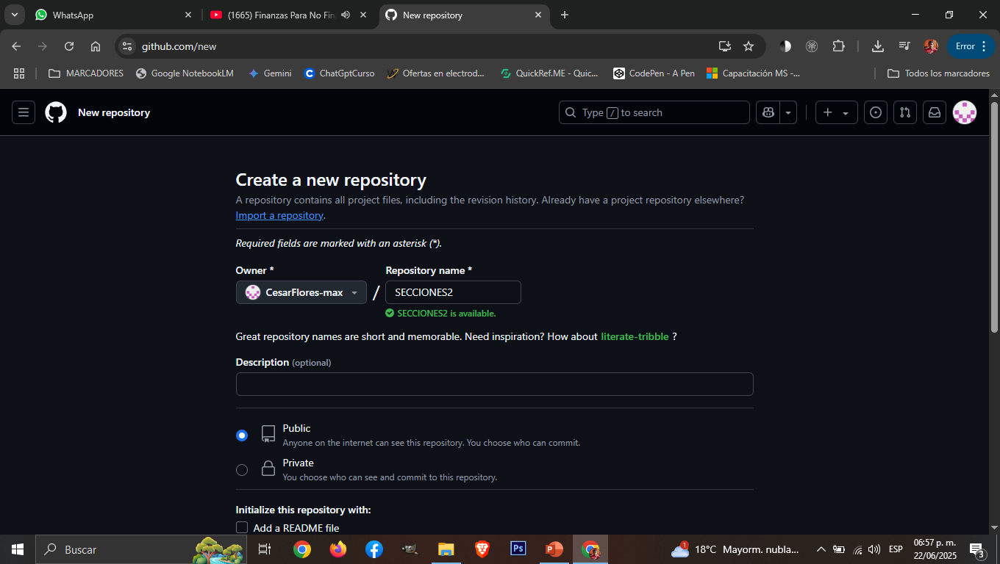 WhatsApp
(1665) Finanzas Para No Fin
New repository
github.com/new
Error
MARCADORES
Google NotebookLM
Gemini
ChatGptCurso
Ofertas en electrod...
QuickRef.ME - Quic...
CodePen - A Pen
Capacitación MS -...
Todos los marcadores
New repository
Type / to search
Create a new repository
A repository contains all project files, including the revision history. Already have a project repository elsewhere?
Import a repository.
Required fields are marked with an asterisk (*).
Owner *
Repository name *
CesarFlores-max
/
SECCIONES2
SECCIONES2 is available.
Great repository names are short and memorable. Need inspiration? How about literate-tribble ?
Description (optional)
Public
Anyone on the internet can see this repository. You choose who can commit.
Private
You choose who can see and commit to this repository.
Initialize this repository with:
Add a README file
Buscar
Ps
1
18°C Mayorm. nubla...
ESP
06:57 p. m.
22/06/2025
3